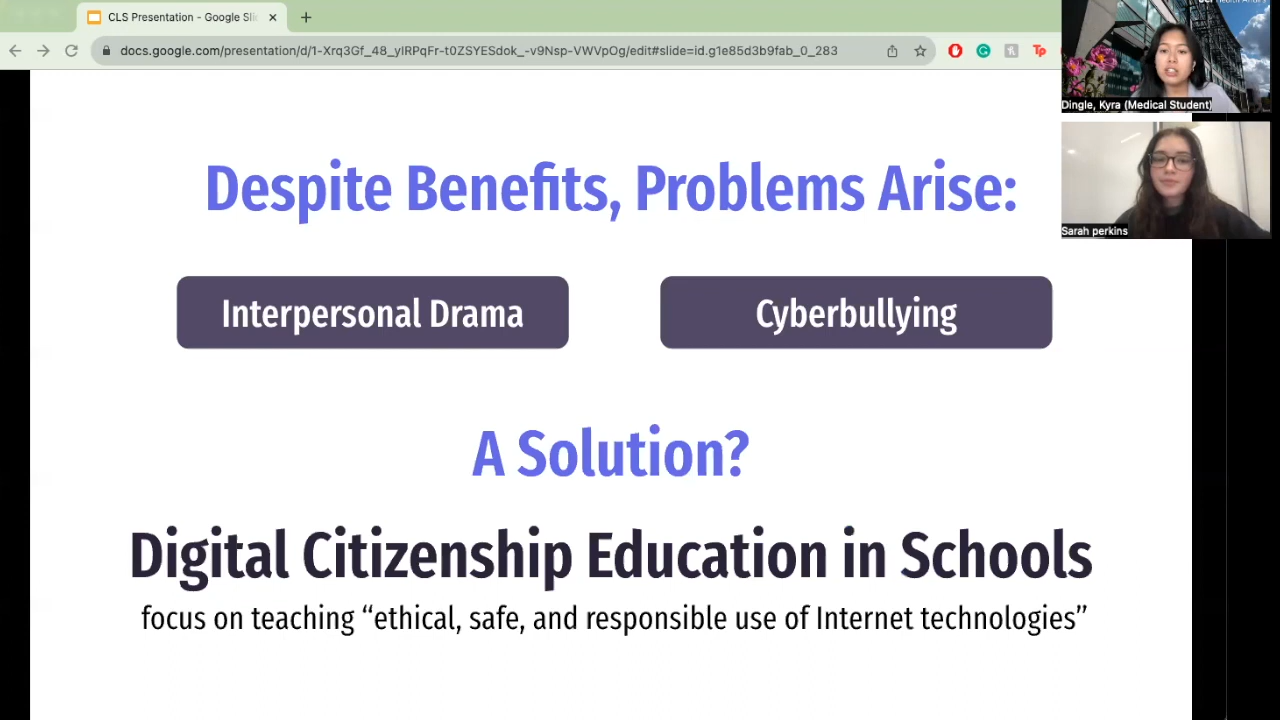 CLS Presentation - Google Sli
docs.google.com/presentation/d/1-Xrq3Gf_48_ylRPqFr-t0ZSYESdok_-v9Nsp-VWVpOg/edit#slide=id.g1e85d3b9fab_0_283
Tp
Dingle, Kyra (Medical Student)
Sarah perkins
Despite Benefits, Problems Arise:
Interpersonal Drama
Cyberbullying
A Solution?
Digital Citizenship Education in Schools
focus on teaching “ethical, safe, and responsible use of Internet technologies”